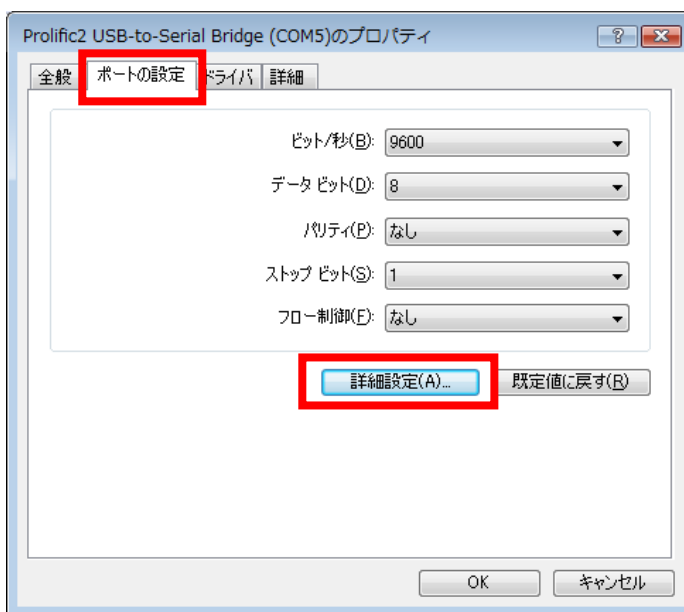 Prolific2 USB-to-Serial Bridge (COM5)のプロパティ
全般 ポートの設定 ドライバ 詳細
ビット/秒(B): 9600
データ ビット(D): 8
パリティ(P): なし
ストップ ビット(S): 1
フロー制御(F): なし
詳細設定(A)... 既定値に戻す(R)
OK キャンセル